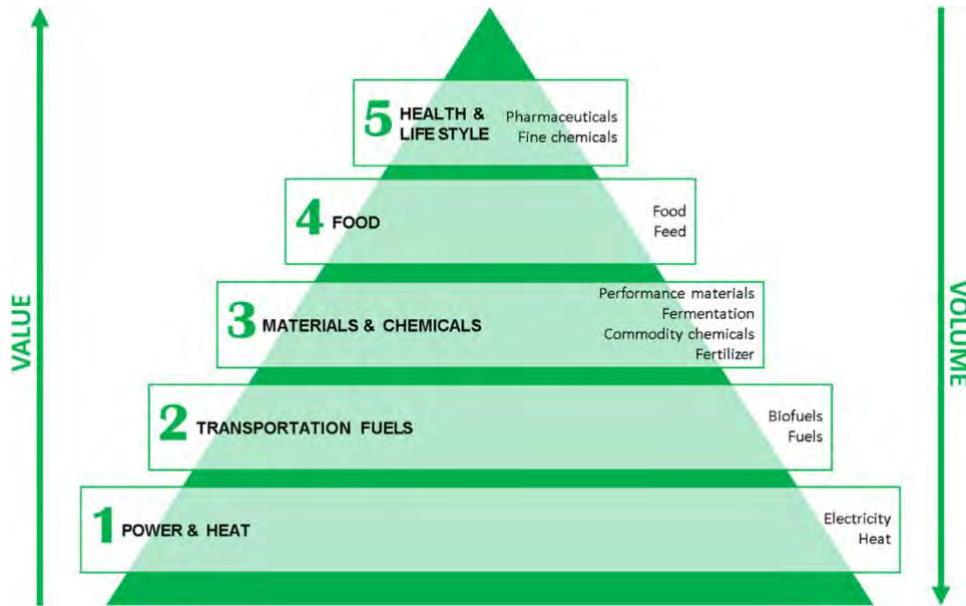 5 HEALTH &
LIFE STYLE
Pharmaceuticals
Fine chemicals
4 FOOD
Food
Feed
3 MATERIALS & CHEMICALS
Performance materials
Fermentation
Commodity chemicals
Fertilizer
2 TRANSPORTATION FUELS
Biofuels
Fuels
1 POWER & HEAT
Electricity
Heat
VALUE
VOLUME